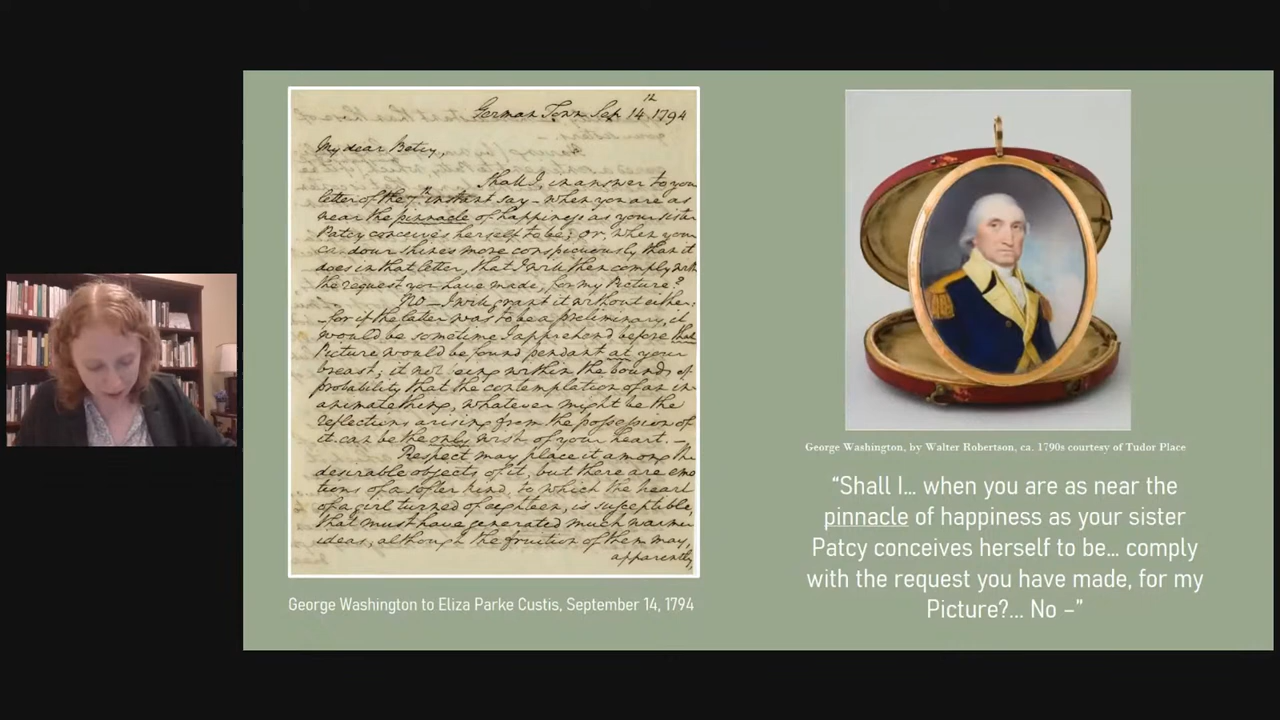 German Town Sep 14th 1794
My dear Betcy,
Shall I, in answer to your
letter of the 7th instant say – when you are as
near the pinnacle of happiness as your sister
Patcy conceives herself to be; or, when your
candour shines more conspicuously than it
does in that letter, that I will then comply with
the request you have made, for my Picture?
No – I will grant it without either:
for if the latter was to be a preliminary, it
would be sometime I apprehend before that
Picture would be found pendant at your
breast; it not being within the bounds of
probability that the contemplation of an in-
animate thing, whatever might be the
reflections arising from the possession of
it can be the only wish of your heart. –
Respect may place it among the
desirable objects of it, but there are emo
tions of a softer kind, to which the heart
of a girl turned of eighteen, is susceptible,
that must have generated much warmer
ideas, although the fruition of them may,
apparently
George Washington to Eliza Parke Custis, September 14, 1794
George Washington, by Walter Robertson, ca. 1790s courtesy of Tudor Place
“Shall I... when you are as near the
pinnacle of happiness as your sister
Patcy conceives herself to be... comply
with the request you have made, for my
Picture?... No –”